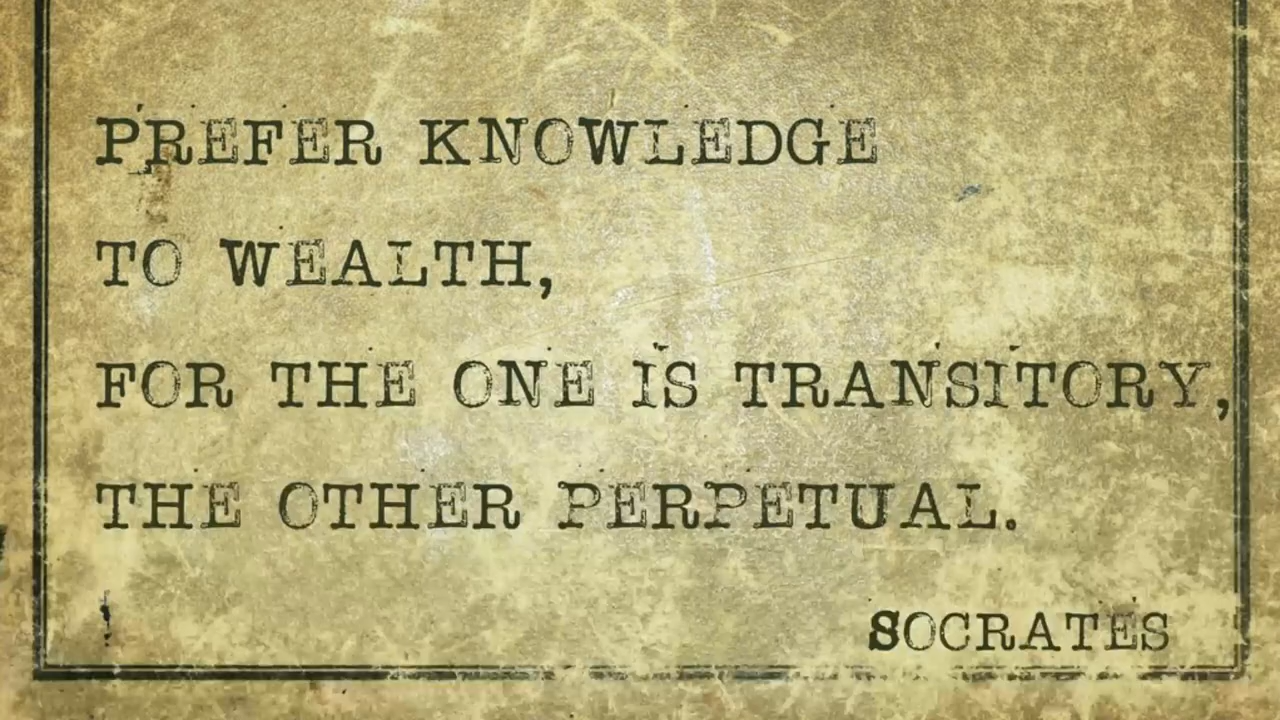 PREFER KNOWLEDGE
TO WEALTH,
FOR THE ONE IS TRANSITORY,
THE OTHER PERPETUAL.
SOCRATES